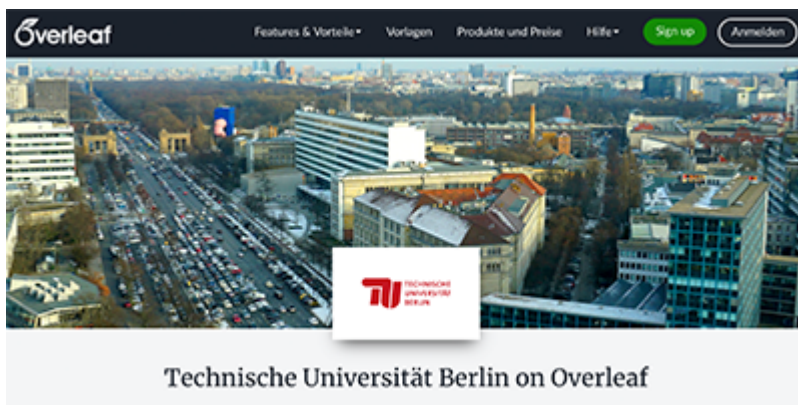 Overleaf
Features & Vorteile
Vorlagen
Produkte und Preise
Hilfe
Sign up
Anmelden
TECHNISCHE
UNIVERSITÄT
BERLIN
Technische Universität Berlin on Overleaf